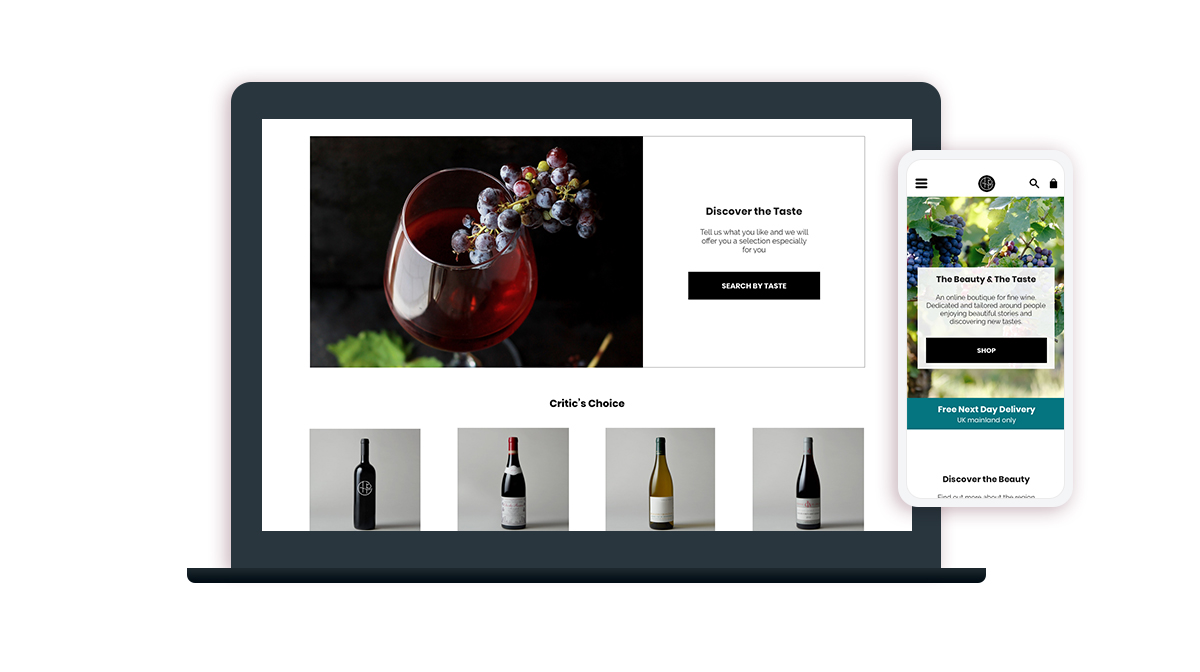 Discover the Taste
Tell us what you like and we will
offer you a selection especially
for you
SEARCH BY TASTE
Critic's Choice
The Beauty & The Taste
An online boutique for fine wine.
Dedicated and tailored around people
enjoying beautiful stories and
discovering new tastes.
SHOP
Free Next Day Delivery
UK mainland only
Discover the Beauty
Find out more about the region